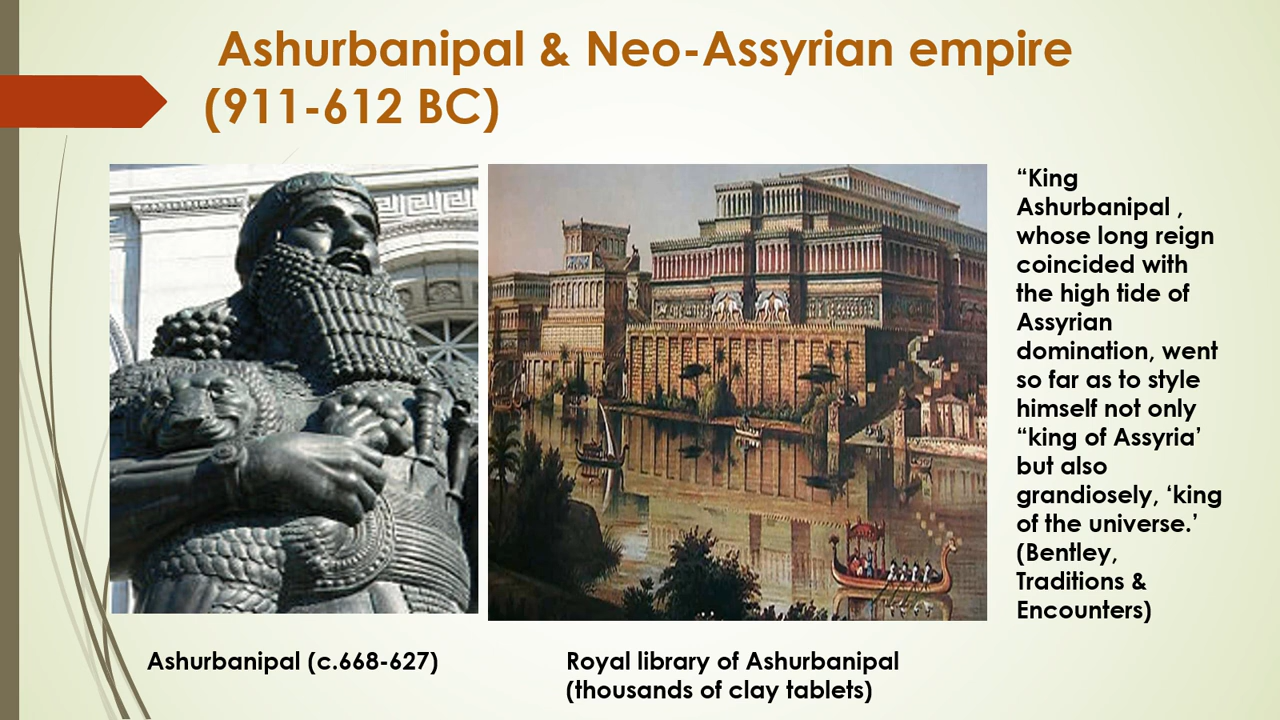 Ashurbanipal & Neo-Assyrian empire
(911-612 BC)
“King
Ashurbanipal ,
whose long reign
coincided with
the high tide of
Assyrian
domination, went
so far as to style
himself not only
“king of Assyria’
but also
grandiosely, ‘king
of the universe.’
(Bentley,
Traditions &
Encounters)
Ashurbanipal (c.668-627)
Royal library of Ashurbanipal
(thousands of clay tablets)